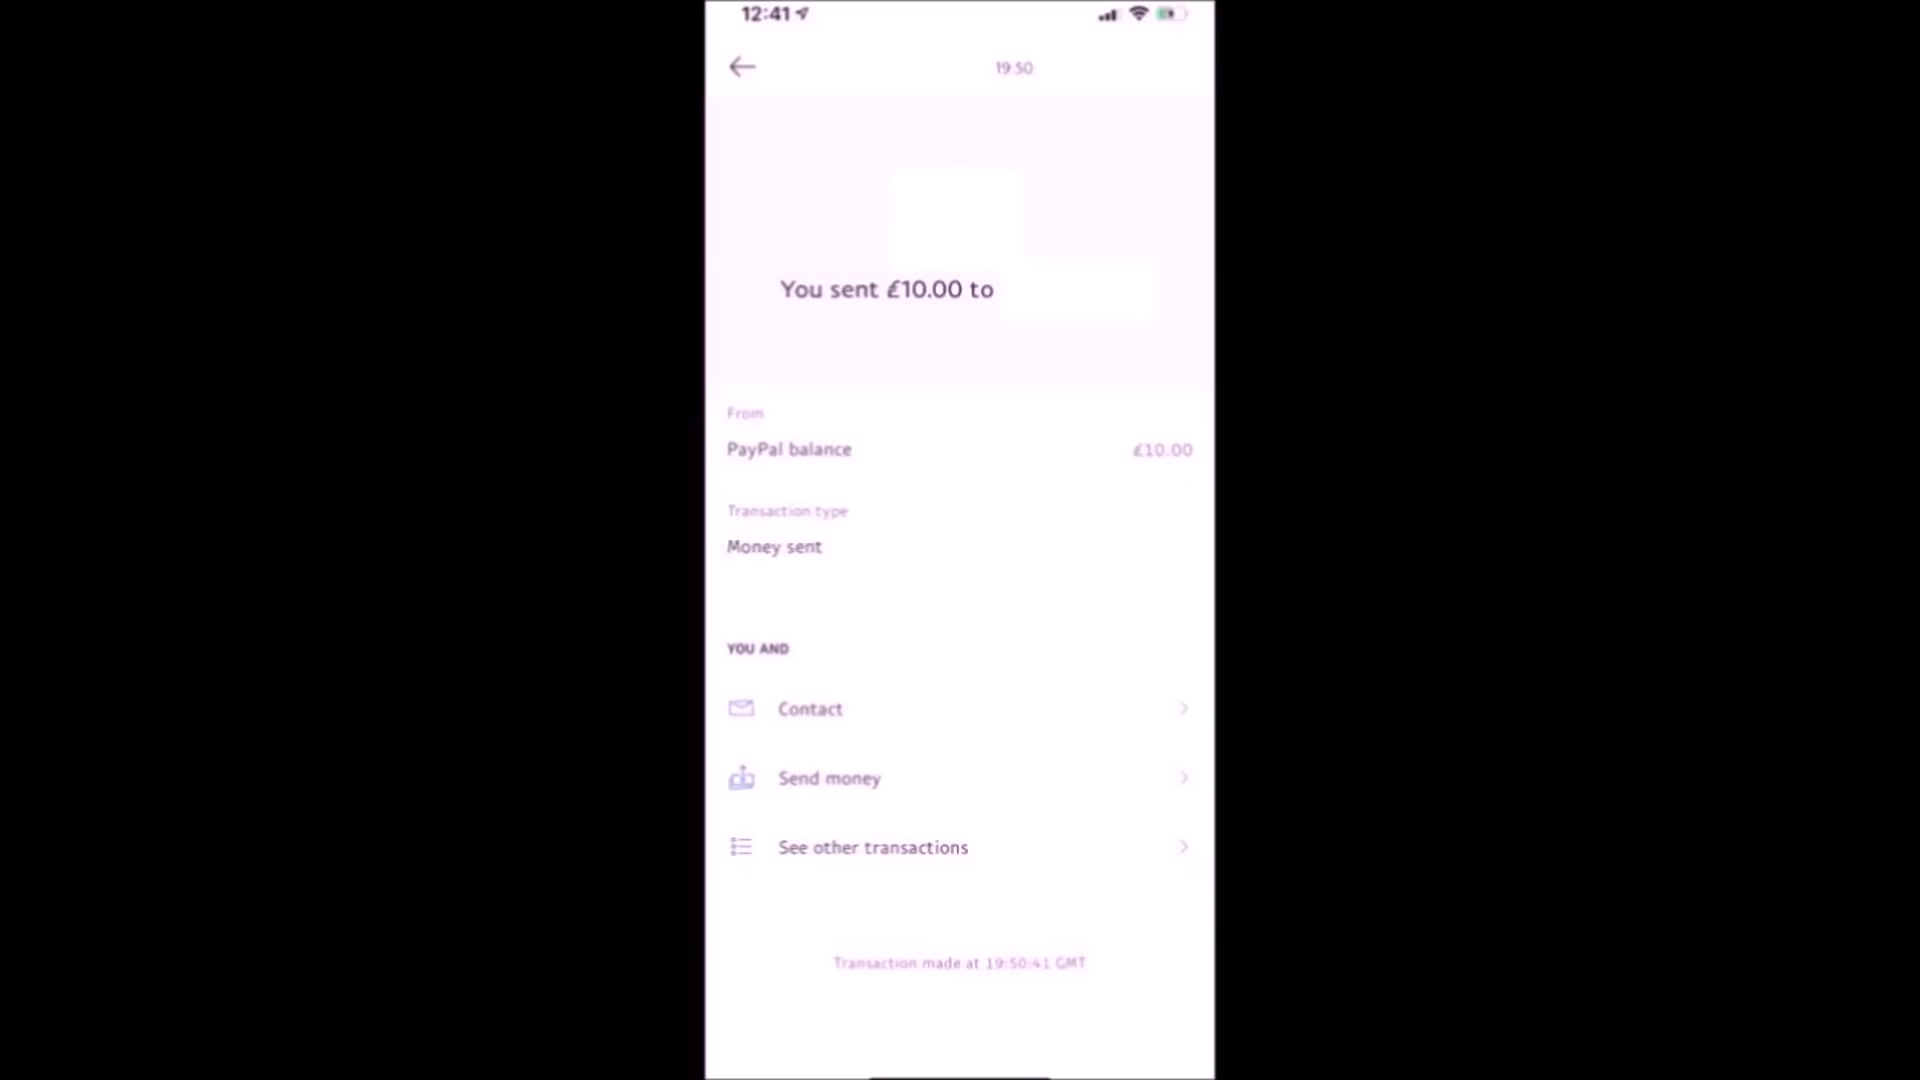 12:41
19:50
You sent £10.00 to
From
PayPal balance £10.00
Transaction type
Money sent
YOU AND
Contact
Send money
See other transactions
Transaction made at 19:50:41 GMT